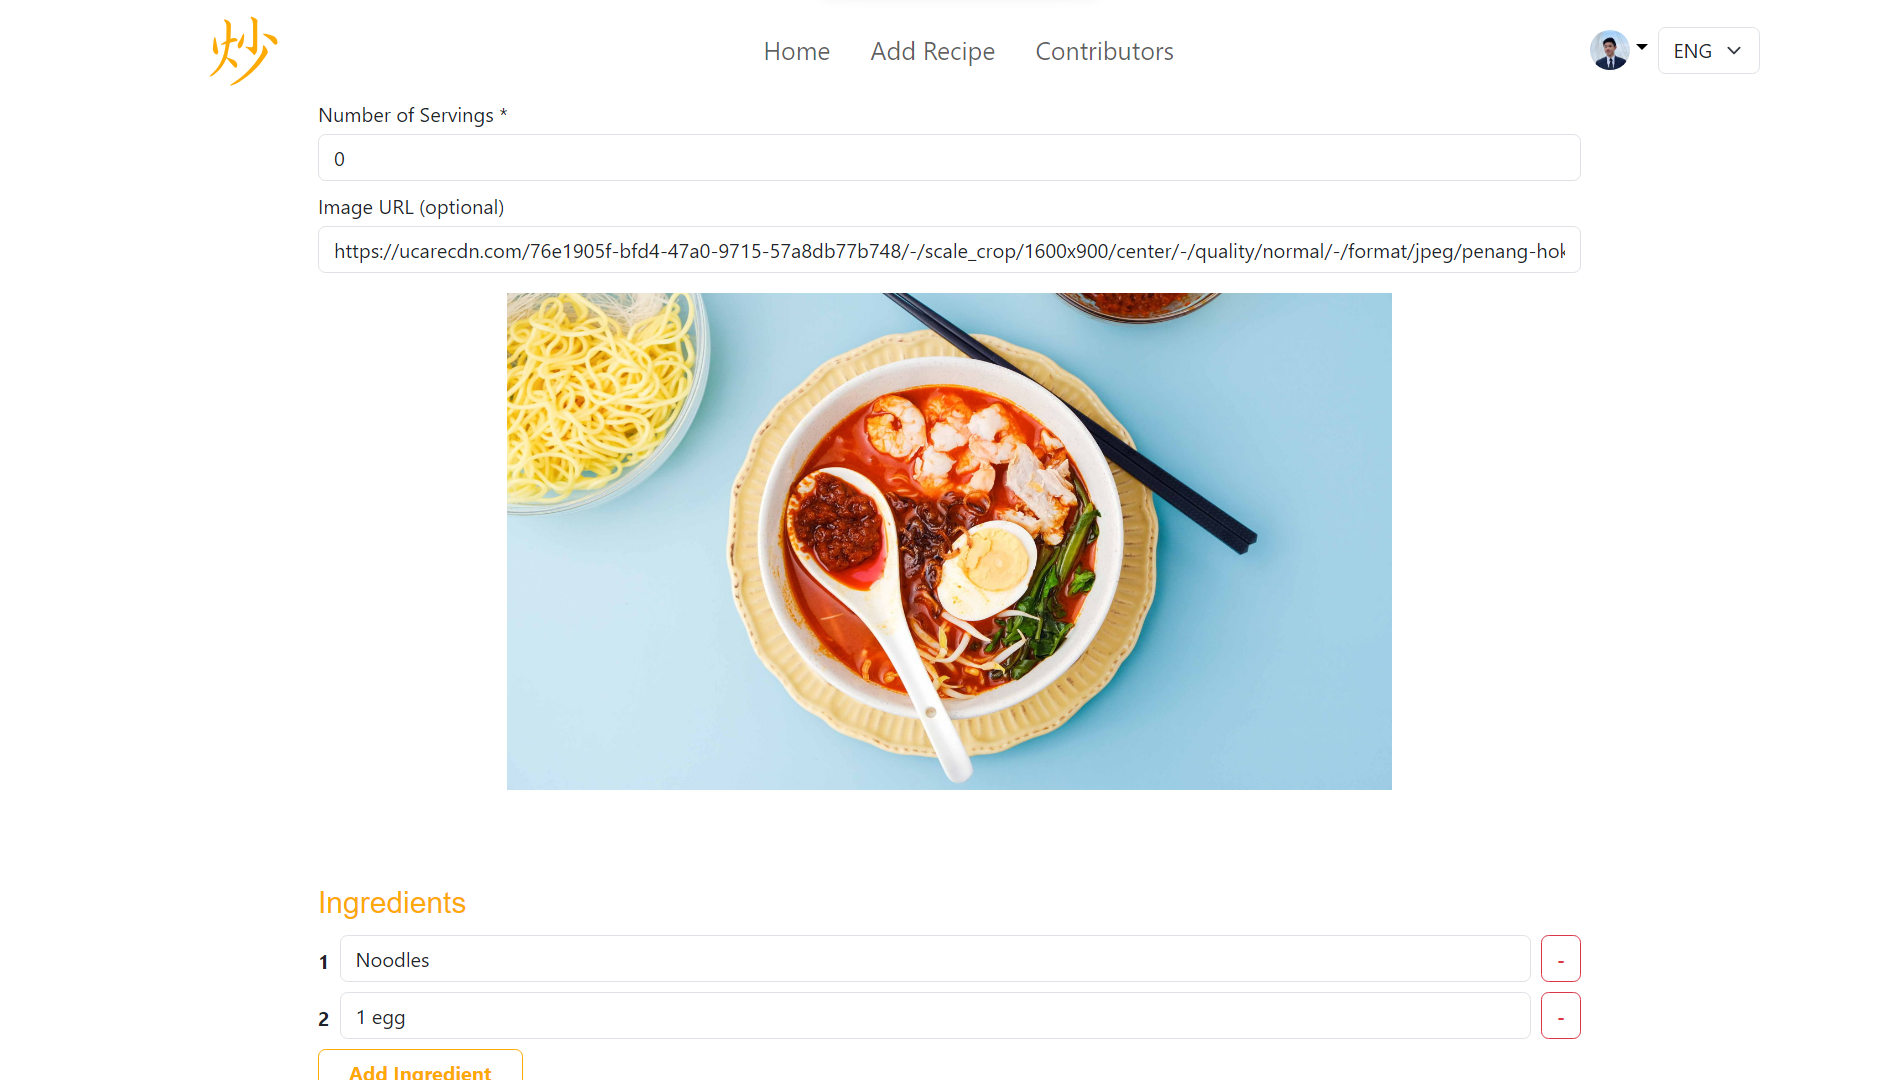 炒
Home
Add Recipe
Contributors
ENG
Number of Servings *
0
Image URL (optional)
https://ucarecdn.com/76e1905f-bfd4-47a0-9715-57a8db77b748/-/scale_crop/1600x900/center/-/quality/normal/-/format/jpeg/penang-hok
Ingredients
1 Noodles -
2 1 egg -
Add Ingredient